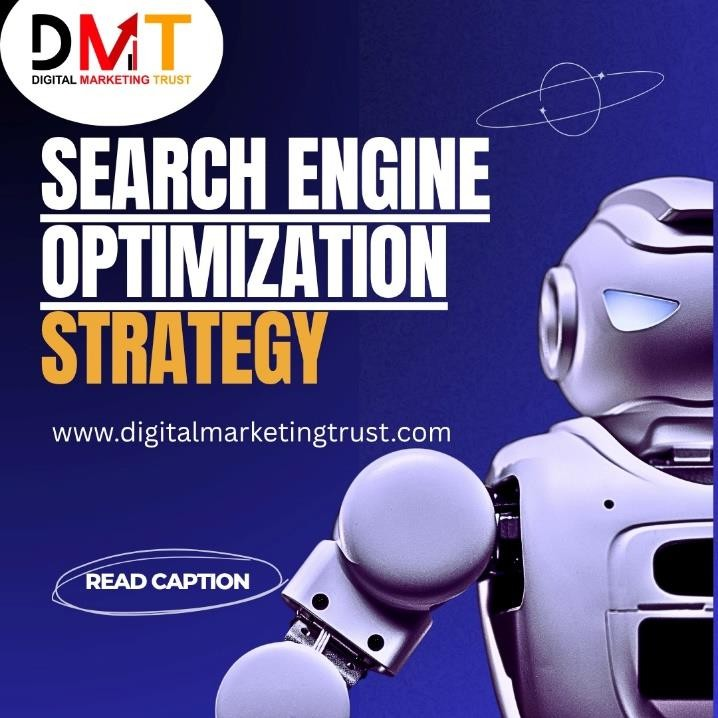 DMT
DIGITAL MARKETING TRUST
SEARCH ENGINE
OPTIMIZATION
STRATEGY
www.digitalmarketingtrust.com
READ CAPTION